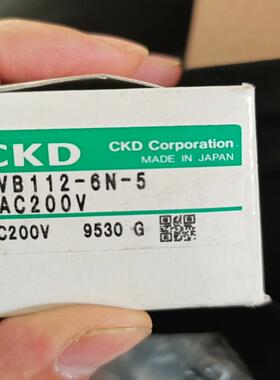 CKD
CKD Corporation
MADE IN JAPAN
VB112-6N-5
AC200V
C200V 9530 G